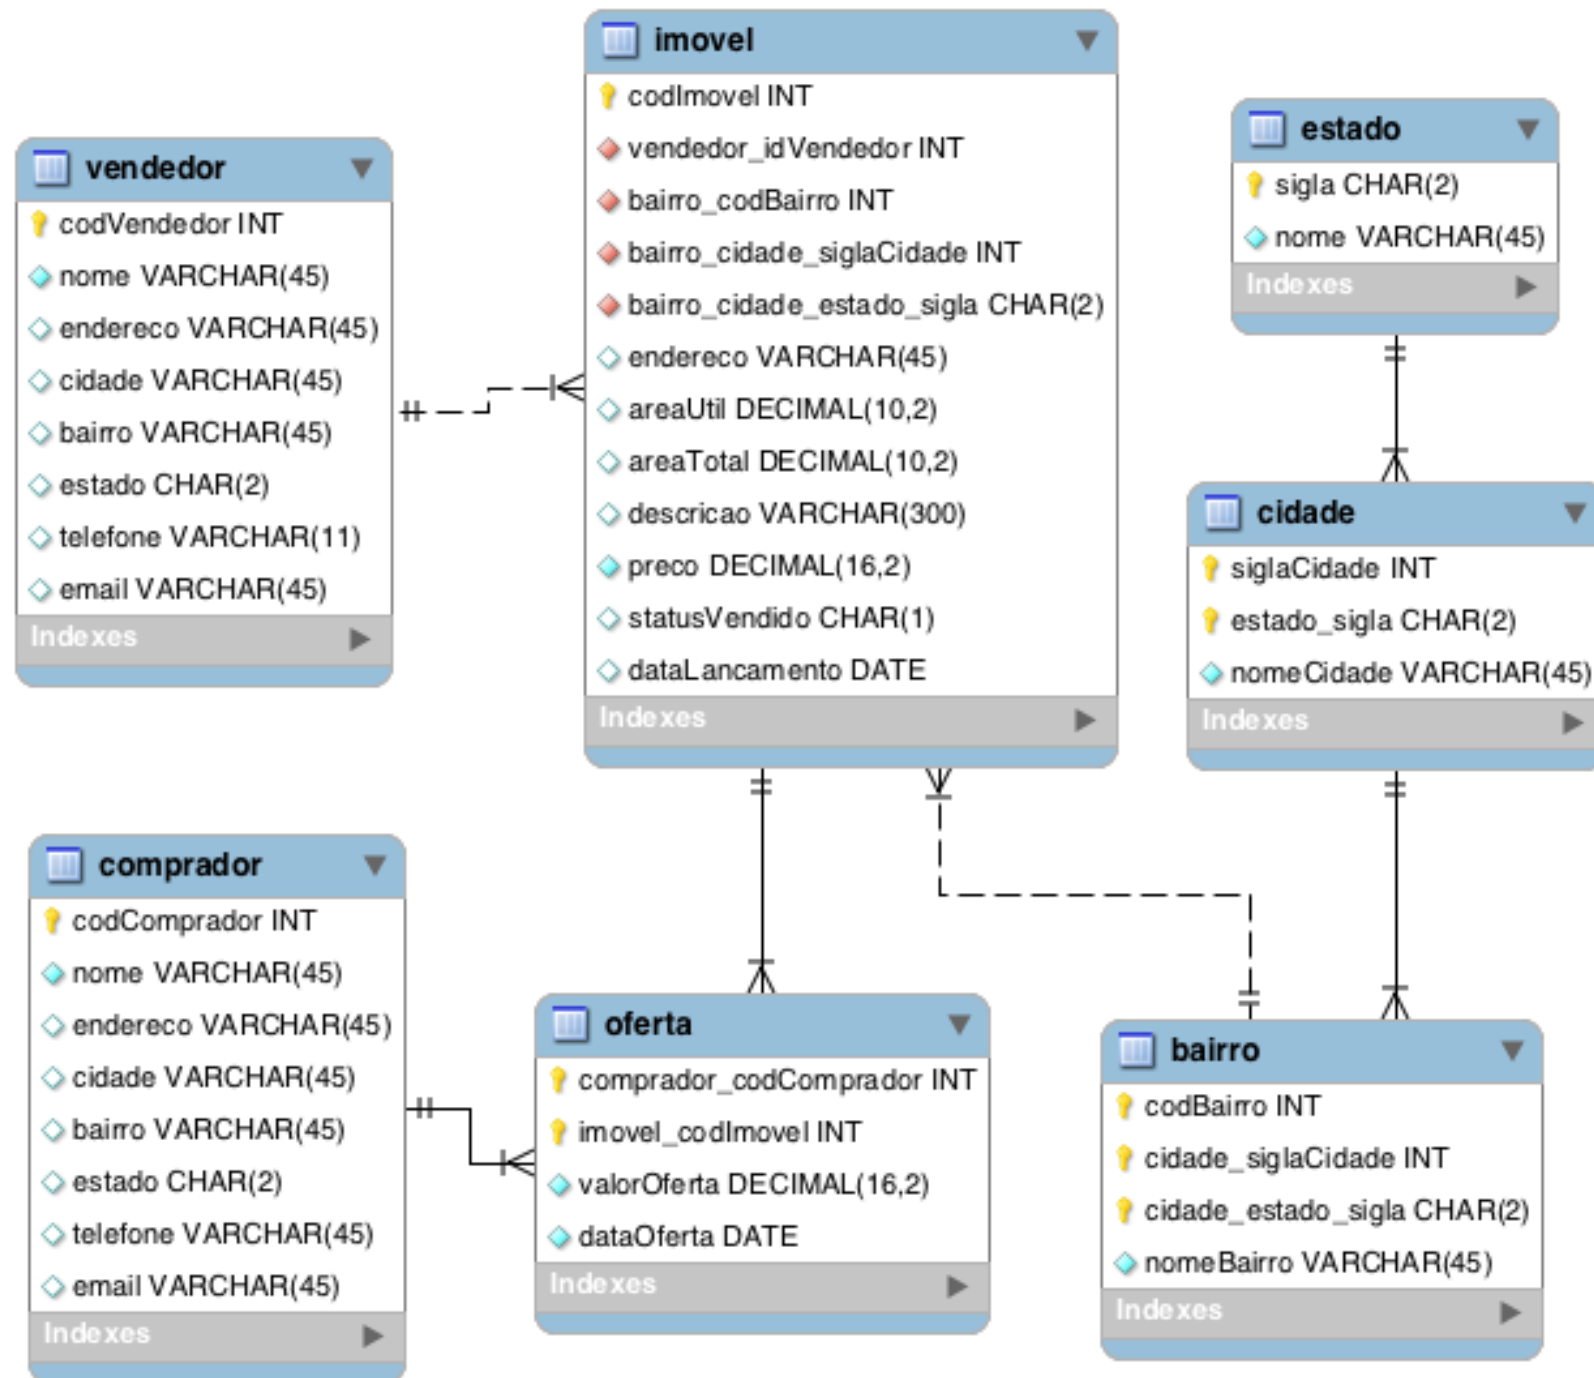 vendedor
codVendedor INT
nome VARCHAR(45)
endereco VARCHAR(45)
cidade VARCHAR(45)
bairro VARCHAR(45)
estado CHAR(2)
telefone VARCHAR(11)
email VARCHAR(45)
Indexes
imovel
codImovel INT
vendedor_idVendedor INT
bairro_codBairro INT
bairro_cidade_siglaCidade INT
bairro_cidade_estado_sigla CHAR(2)
endereco VARCHAR(45)
areaUtil DECIMAL(10,2)
areaTotal DECIMAL(10,2)
descricao VARCHAR(300)
preco DECIMAL(16,2)
statusVendido CHAR(1)
dataLancamento DATE
Indexes
estado
sigla CHAR(2)
nome VARCHAR(45)
Indexes
cidade
siglaCidade INT
estado_sigla CHAR(2)
nomeCidade VARCHAR(45)
Indexes
comprador
codComprador INT
nome VARCHAR(45)
endereco VARCHAR(45)
cidade VARCHAR(45)
bairro VARCHAR(45)
estado CHAR(2)
telefone VARCHAR(45)
email VARCHAR(45)
Indexes
oferta
comprador_codComprador INT
imovel_codImovel INT
valorOferta DECIMAL(16,2)
dataOferta DATE
Indexes
bairro
codBairro INT
cidade_siglaCidade INT
cidade_estado_sigla CHAR(2)
nomeBairro VARCHAR(45)
Indexes